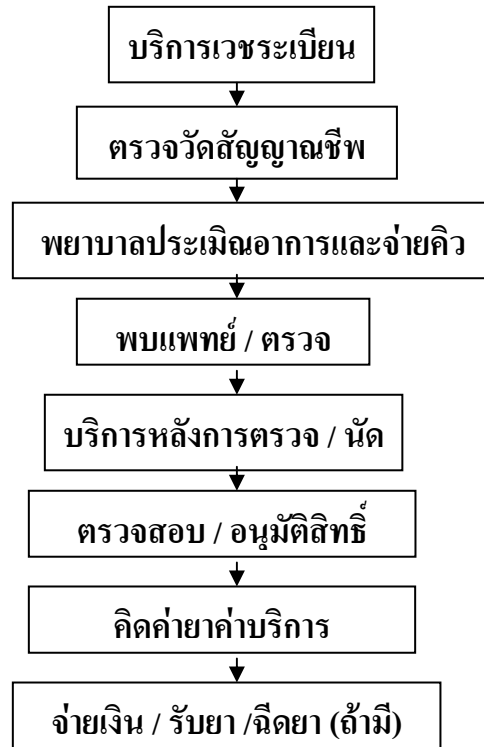 บริการเวชระเบียน
ตรวจวัดสัญญาณชีพ
พยาบาลประเมิณอาการและจ่ายคิว
พบแพทย์ / ตรวจ
บริการหลังการตรวจ / นัด
ตรวจสอบ / อนุมัติสิทธิ์
คิดค่ายาค่าบริการ
จ่ายเงิน / รับยา /ฉีดยา (ถ้ามี)